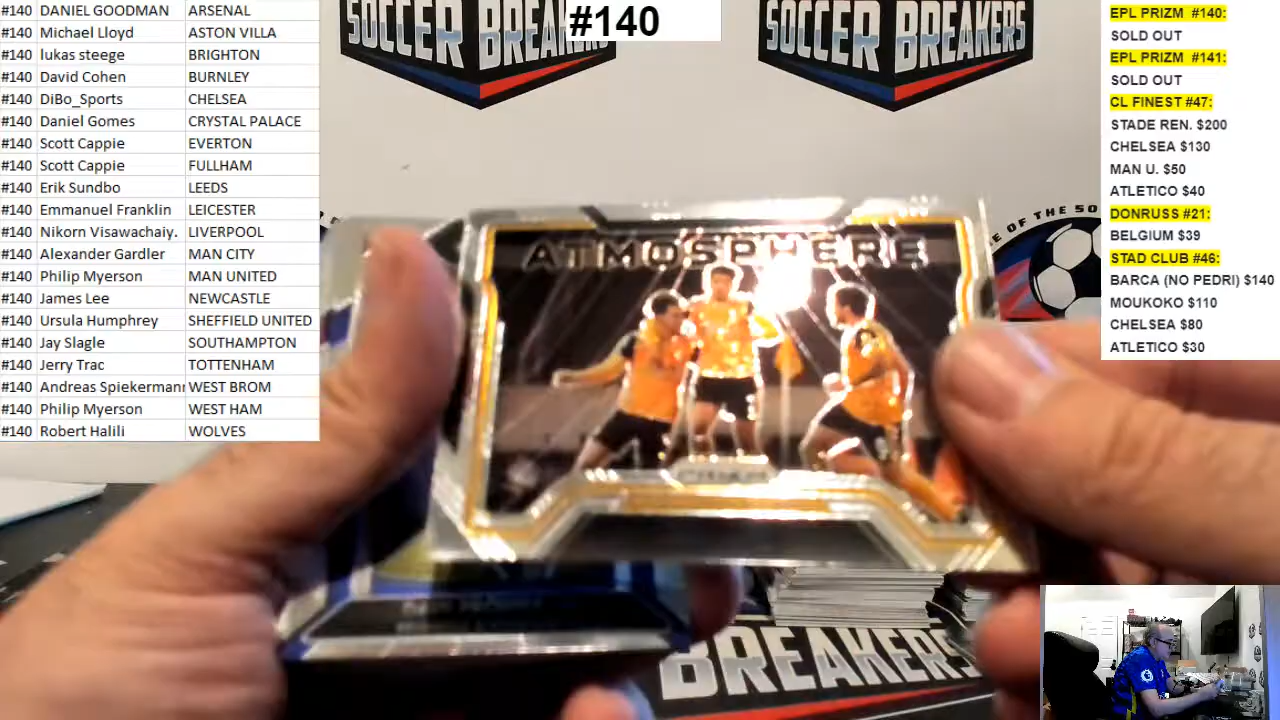 #140 DANIEL GOODMAN ARSENAL
#140 Michael Lloyd ASTON VILLA
#140 lukas steege BRIGHTON
#140 David Cohen BURNLEY
#140 DiBo_Sports CHELSEA
#140 Daniel Gomes CRYSTAL PALACE
#140 Scott Cappie EVERTON
#140 Scott Cappie FULLHAM
#140 Erik Sundbo LEEDS
#140 Emmanuel Franklin LEICESTER
#140 Nikorn Visawachaiy. LIVERPOOL
#140 Alexander Gardler MAN CITY
#140 Philip Myerson MAN UNITED
#140 James Lee NEWCASTLE
#140 Ursula Humphrey SHEFFIELD UNITED
#140 Jay Slagle SOUTHAMPTON
#140 Jerry Trac TOTTENHAM
#140 Andreas Spiekermann WEST BROM
#140 Philip Myerson WEST HAM
#140 Robert Halili WOLVES
SOCCER BREAKERS
#140
SOCCER BREAKERS
EPL PRIZM #140:
SOLD OUT
EPL PRIZM #141:
SOLD OUT
CL FINEST #47:
STADE REN. $200
CHELSEA $130
MAN U. $50
ATLETICO $40
DONRUSS #21:
BELGIUM $39
STAD CLUB #46:
BARCA (NO PEDRI) $140
MOUKOKO $110
CHELSEA $80
ATLETICO $30
OF THE SO
ATMOSPHERE
PRIZM
BREAKERS